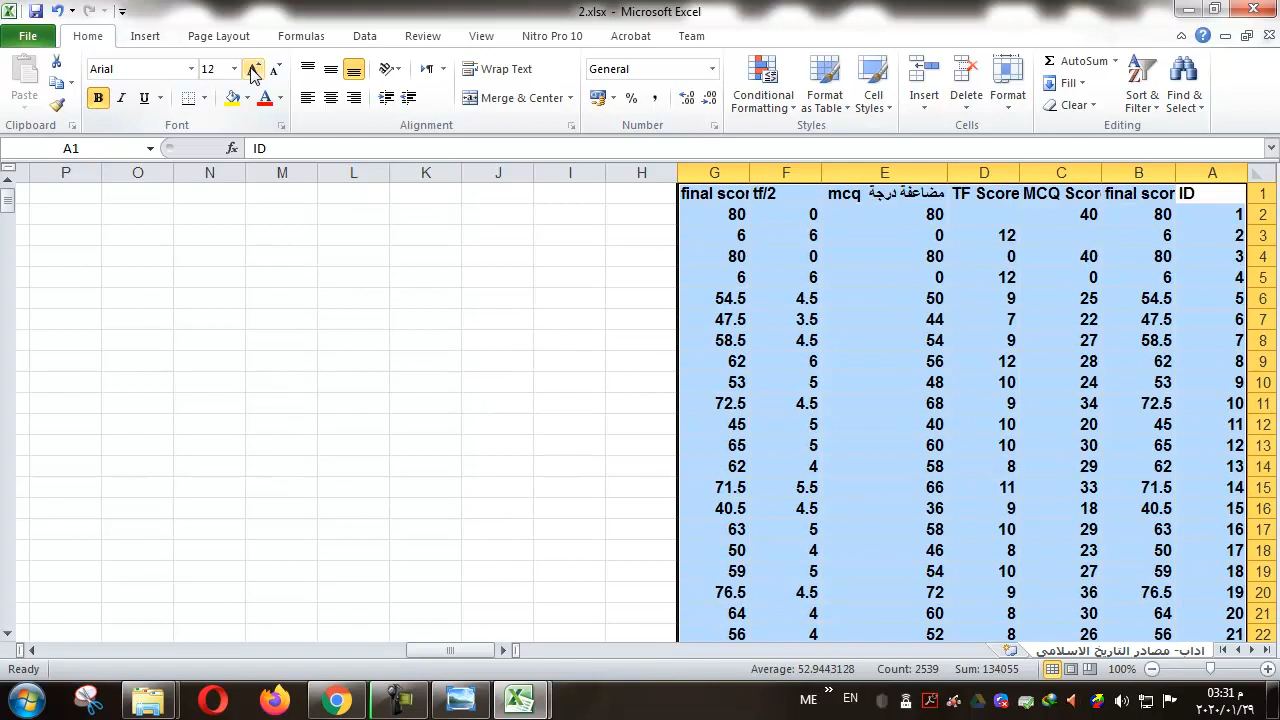 2.xlsx - Microsoft Excel
File Home Insert Page Layout Formulas Data Review View Nitro Pro 10 Acrobat Team
Arial 12 Wrap Text General AutoSum
Paste Conditional Formatting Format as Table Cell Styles Insert Delete Format Fill Sort & Filter Find & Select
B I U Merge & Center % , Clear
Clipboard Font Alignment Number Styles Cells Editing
A1 fx ID
P O N M L K J I H G F E D C B A
final scor tf/2 mcq مضاعفة درجة TF Score MCQ Scor final scor ID 1
80 0 80 40 80 1 2
6 6 0 12 6 2 3
80 0 80 0 40 80 3 4
6 6 0 12 0 6 4 5
54.5 4.5 50 9 25 54.5 5 6
47.5 3.5 44 7 22 47.5 6 7
58.5 4.5 54 9 27 58.5 7 8
62 6 56 12 28 62 8 9
53 5 48 10 24 53 9 10
72.5 4.5 68 9 34 72.5 10 11
45 5 40 10 20 45 11 12
65 5 60 10 30 65 12 13
62 4 58 8 29 62 13 14
71.5 5.5 66 11 33 71.5 14 15
40.5 4.5 36 9 18 40.5 15 16
63 5 58 10 29 63 16 17
50 4 46 8 23 50 17 18
59 5 54 10 27 59 18 19
76.5 4.5 72 9 36 76.5 19 20
64 4 60 8 30 64 20 21
56 4 52 8 26 56 21 22
اداب- مصادر التاريخ الاسلامى
Ready Average: 52.9443128 Count: 2539 Sum: 134055 100%
ME EN م 03:31
٢٠٢٠/٠١/٢٩